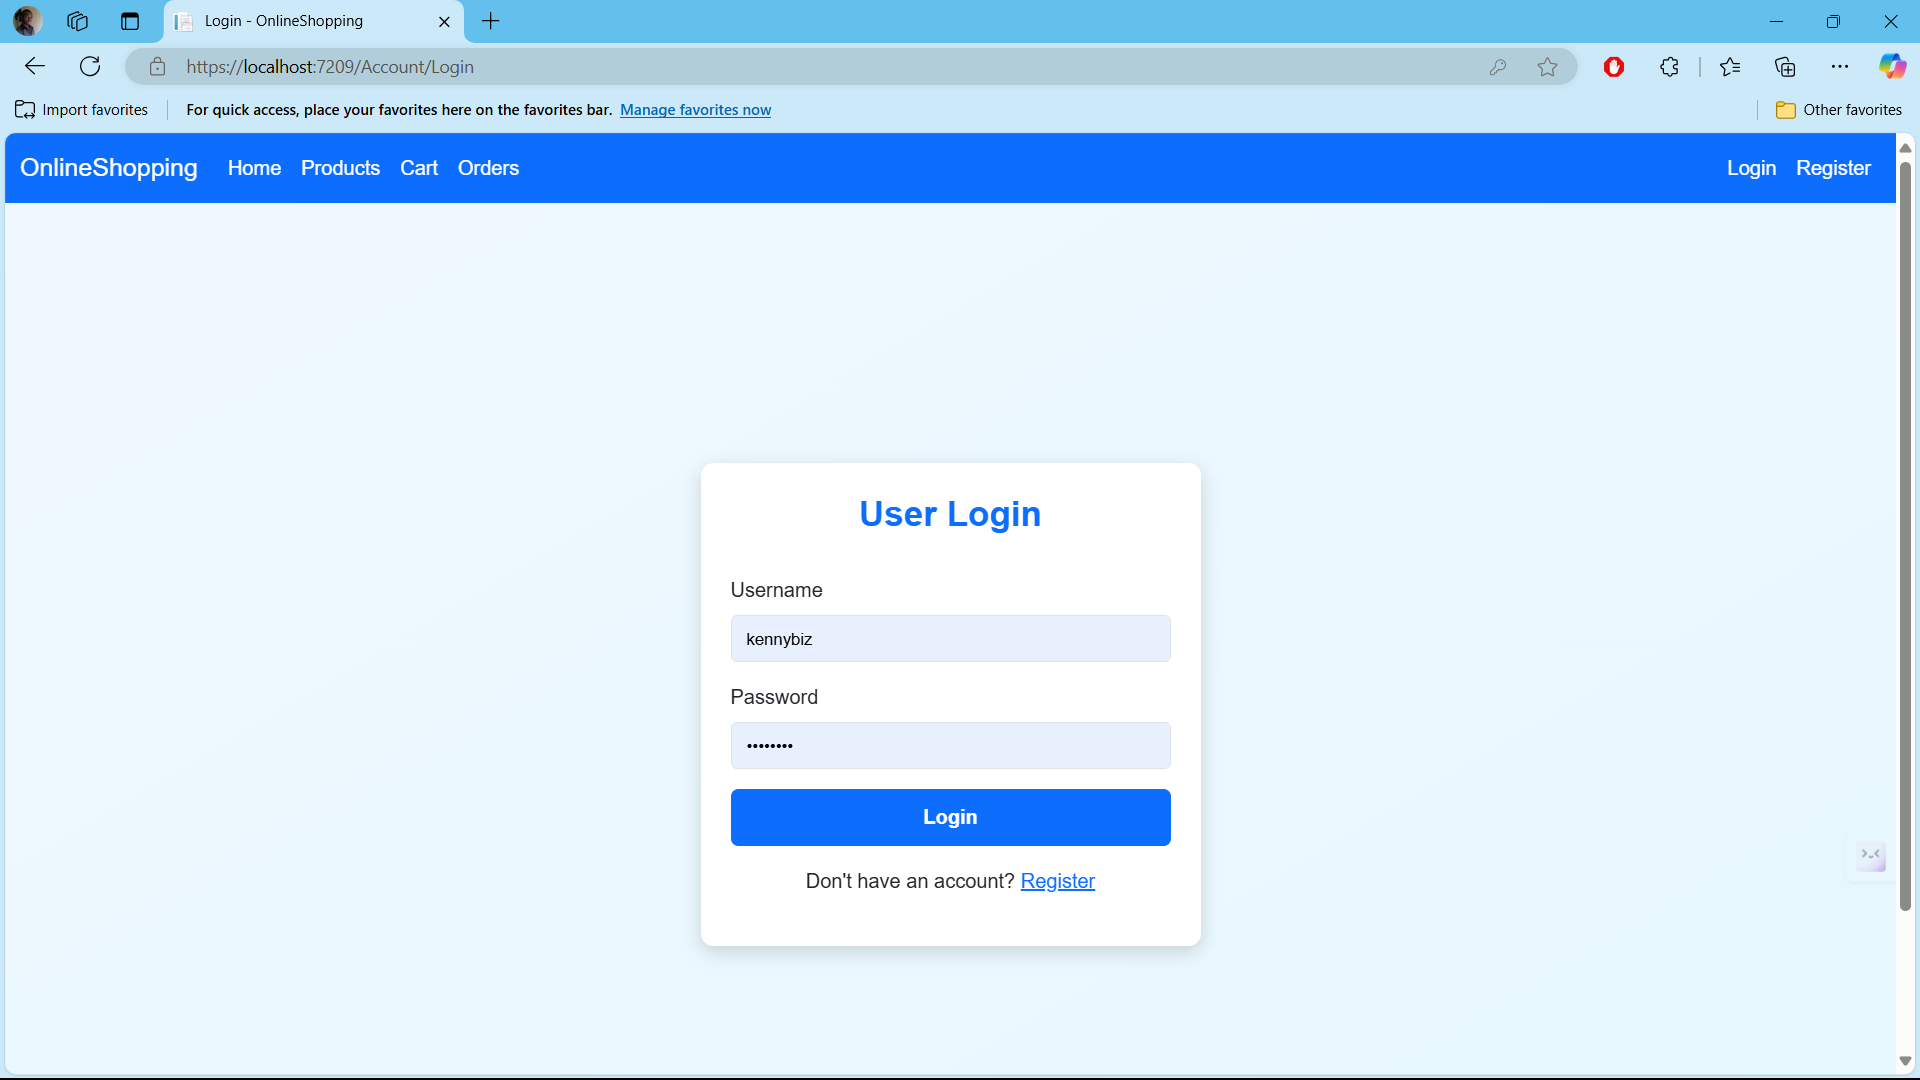 Login - OnlineShopping
https://localhost:7209/Account/Login
Import favorites
For quick access, place your favorites here on the favorites bar. Manage favorites now
Other favorites
OnlineShopping Home Products Cart Orders
Login Register
User Login
Username
kennybiz
Password
••••••••
Login
Don't have an account? Register